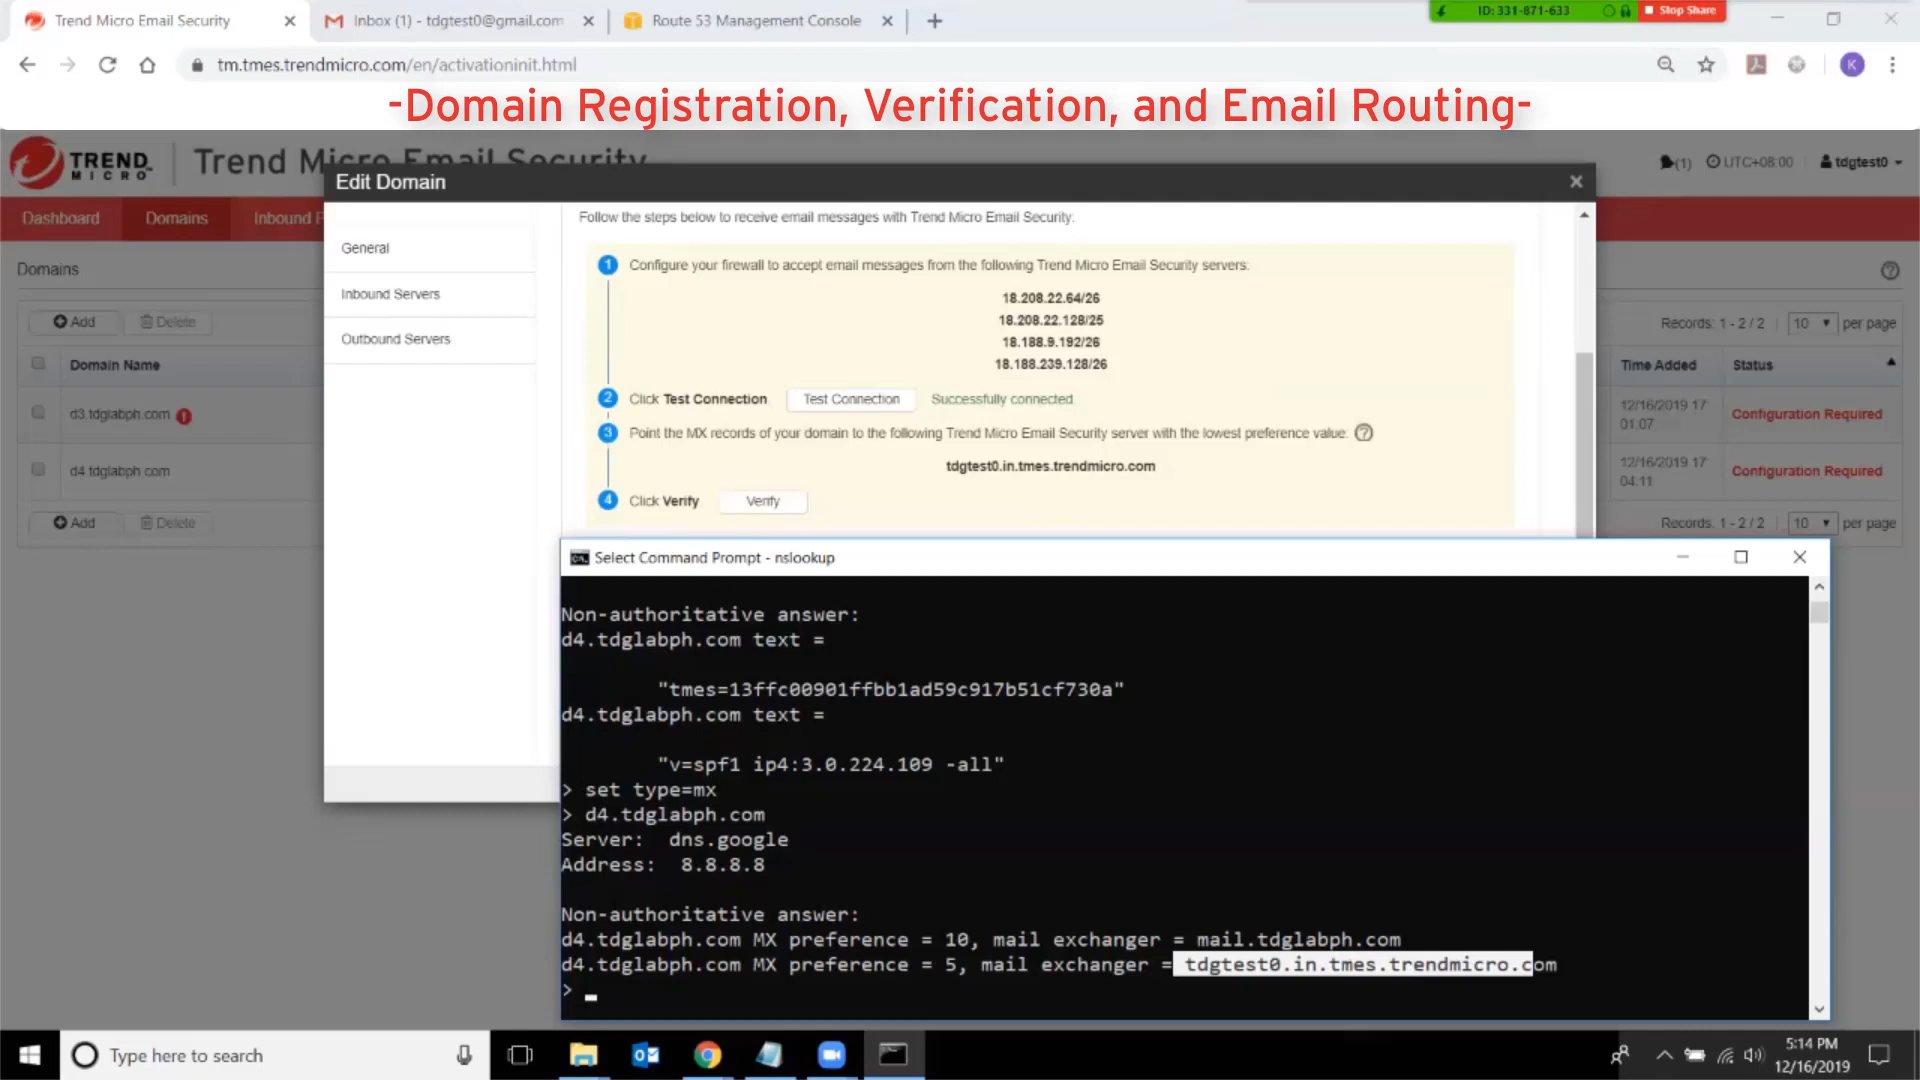 Trend Micro Email Security
Inbox (1) - tdgtest0@gmail.com
Route 53 Management Console
ID: 331-871-633
Stop Share
tm.tmes.trendmicro.com/en/activationinit.html
K
-Domain Registration, Verification, and Email Routing-
TREND MICRO
Trend Micro Email Security
(1)
UTC+08:00
tdgtest0
Dashboard
Domains
Inbound P
Edit Domain
Domains
Add
Delete
Records: 1 - 2 / 2
10
per page
Domain Name
Time Added
Status
d3.tdglabph.com
12/16/2019 17:
01:07
Configuration Required
d4.tdglabph.com
12/16/2019 17:
04:11
Configuration Required
Add
Delete
Records: 1 - 2 / 2
10
per page
General
Inbound Servers
Outbound Servers
Follow the steps below to receive email messages with Trend Micro Email Security:
1 Configure your firewall to accept email messages from the following Trend Micro Email Security servers:
18.208.22.64/26
18.208.22.128/25
18.188.9.192/26
18.188.239.128/26
2 Click Test Connection
Test Connection
Successfully connected
3 Point the MX records of your domain to the following Trend Micro Email Security server with the lowest preference value:
tdgtest0.in.tmes.trendmicro.com
4 Click Verify
Verify
Select Command Prompt - nslookup
Non-authoritative answer:
d4.tdglabph.com text =
"tmes=13ffc00901ffbb1ad59c917b51cf730a"
d4.tdglabph.com text =
"v=spf1 ip4:3.0.224.109 -all"
> set type=mx
> d4.tdglabph.com
Server: dns.google
Address: 8.8.8.8
Non-authoritative answer:
d4.tdglabph.com MX preference = 10, mail exchanger = mail.tdglabph.com
d4.tdglabph.com MX preference = 5, mail exchanger = tdgtest0.in.tmes.trendmicro.com
>
Type here to search
5:14 PM
12/16/2019